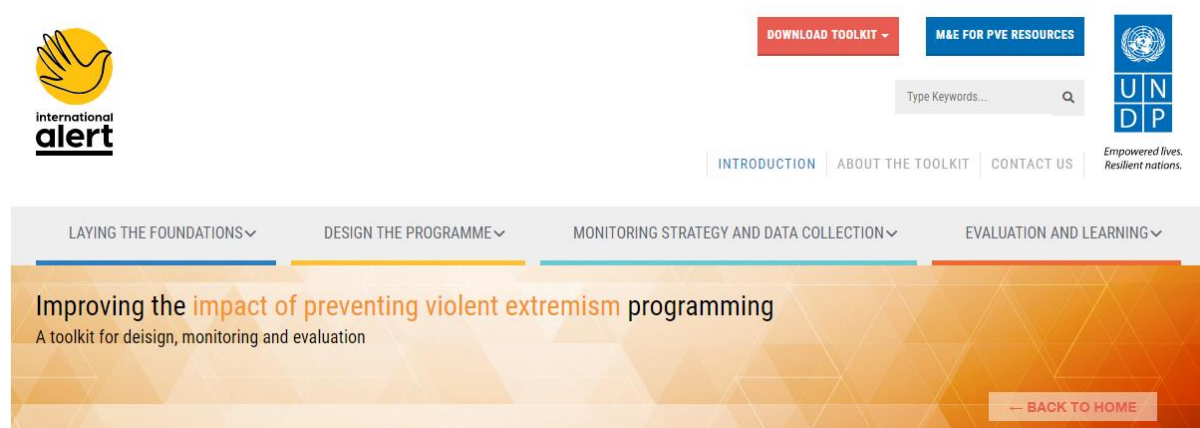 international
alert
DOWNLOAD TOOLKIT
M&E FOR PVE RESOURCES
Type Keywords...
U N
D P
Empowered lives.
Resilient nations.
INTRODUCTION
ABOUT THE TOOLKIT
CONTACT US
LAYING THE FOUNDATIONS
DESIGN THE PROGRAMME
MONITORING STRATEGY AND DATA COLLECTION
EVALUATION AND LEARNING
Improving the impact of preventing violent extremism programming
A toolkit for deisign, monitoring and evaluation
← BACK TO HOME